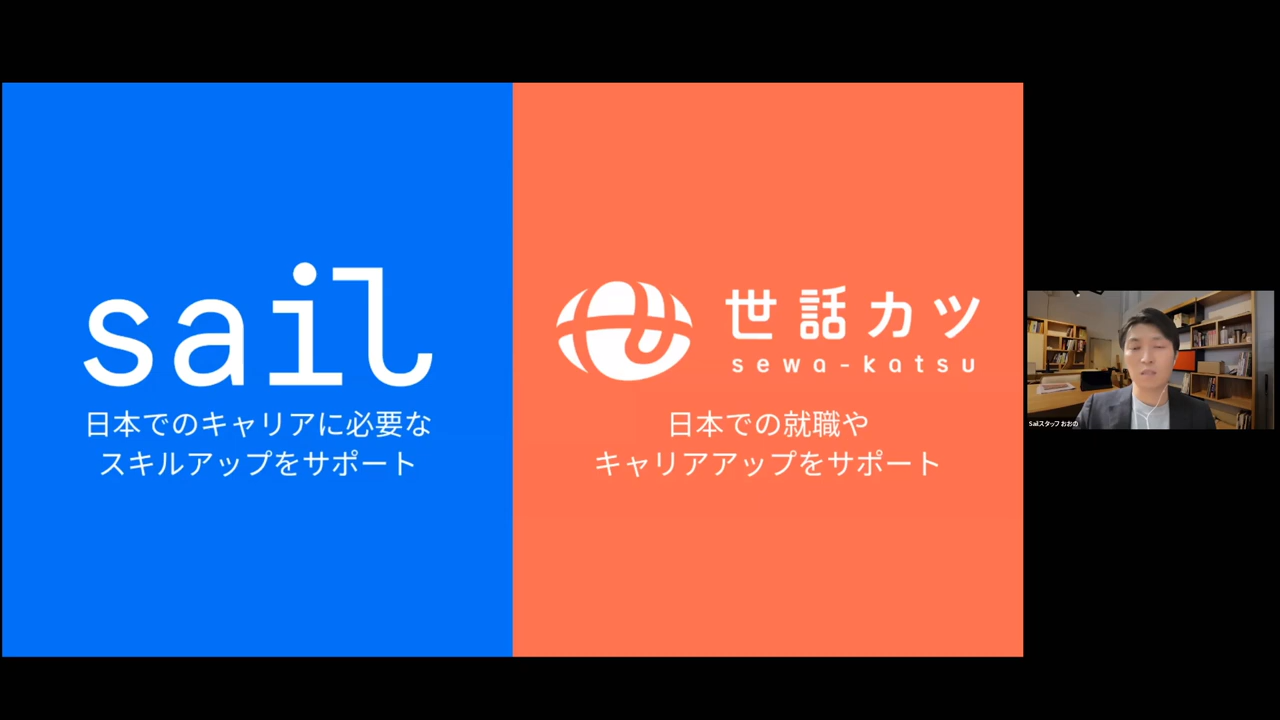 sail
日本でのキャリアに必要な
スキルアップをサポート
世話カツ
sewa-katsu
日本での就職や
キャリアアップをサポート
Sailスタッフ おおの